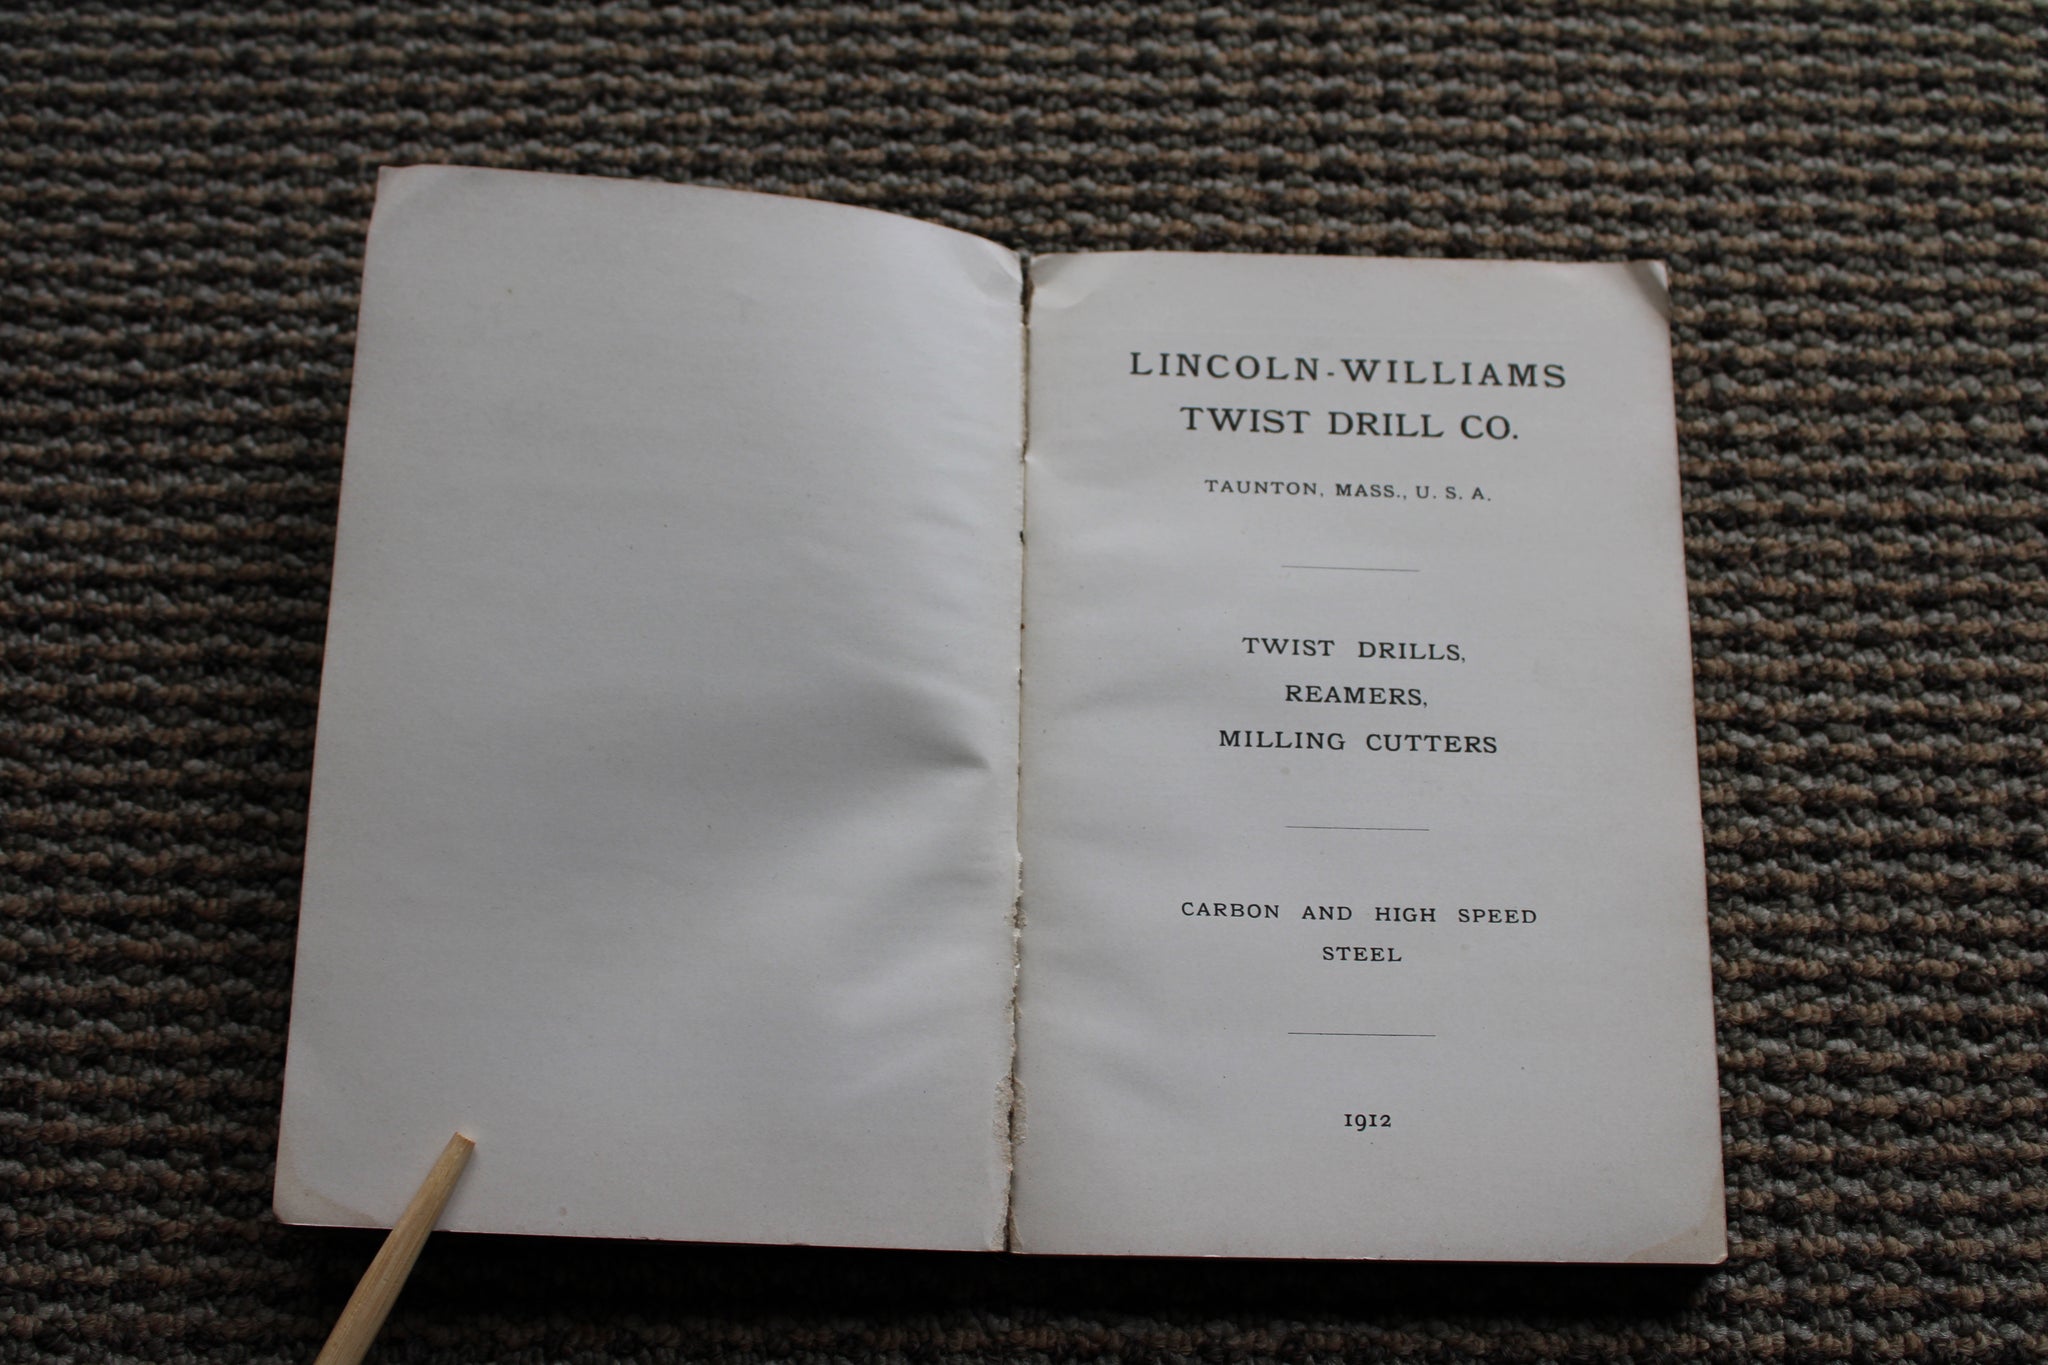 LINCOLN-WILLIAMS
TWIST DRILL CO.
TAUNTON, MASS., U. S. A.
TWIST DRILLS,
REAMERS,
MILLING CUTTERS
CARBON AND HIGH SPEED
STEEL
1912